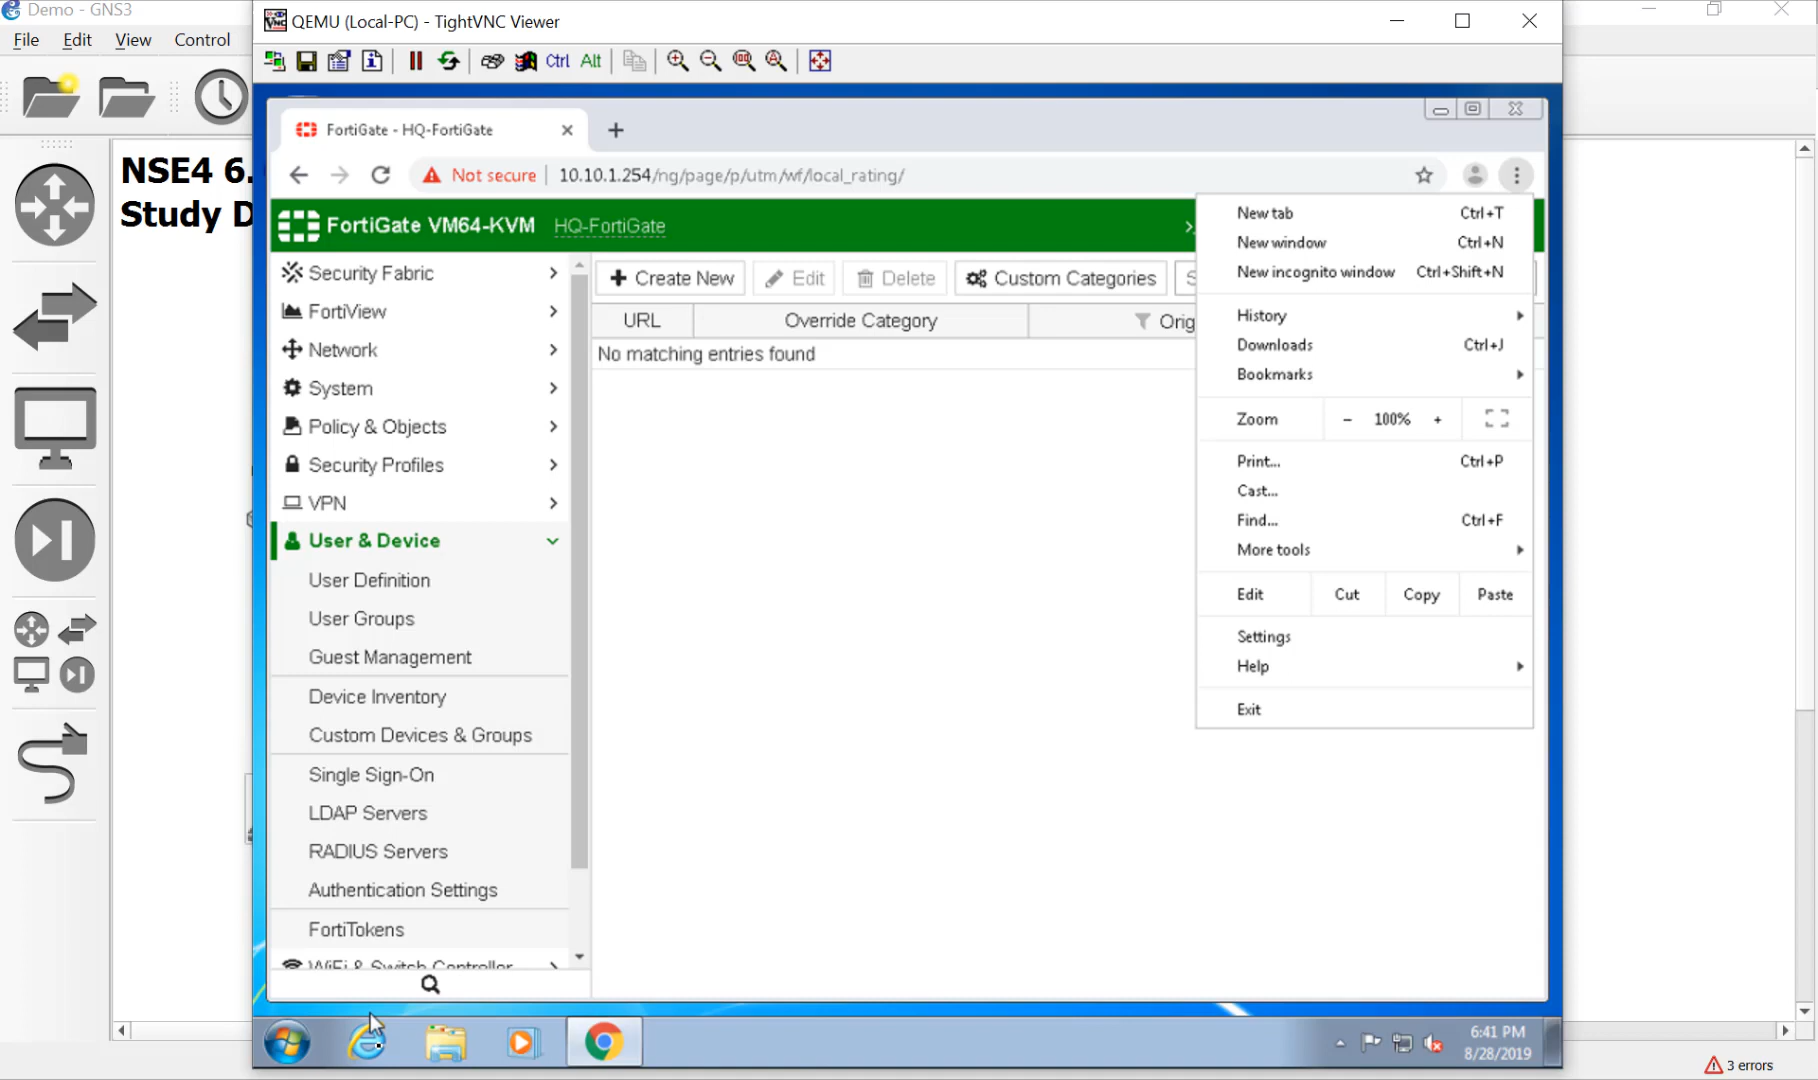 Demo - GNS3
File Edit View Control
NSE4 6.
Study D
QEMU (Local-PC) - TightVNC Viewer
Ctrl Alt
FortiGate - HQ-FortiGate
Not secure 10.10.1.254/ng/page/p/utm/wf/local_rating/
FortiGate VM64-KVM HQ-FortiGate
Security Fabric
FortiView
Network
System
Policy & Objects
Security Profiles
VPN
User & Device
User Definition
User Groups
Guest Management
Device Inventory
Custom Devices & Groups
Single Sign-On
LDAP Servers
RADIUS Servers
Authentication Settings
FortiTokens
WiFi & Switch Controller
Create New Edit Delete Custom Categories S
URL Override Category Orig
No matching entries found
New tab Ctrl+T
New window Ctrl+N
New incognito window Ctrl+Shift+N
History
Downloads Ctrl+J
Bookmarks
Zoom - 100% +
Print... Ctrl+P
Cast...
Find... Ctrl+F
More tools
Edit Cut Copy Paste
Settings
Help
Exit
6:41 PM
8/28/2019
3 errors